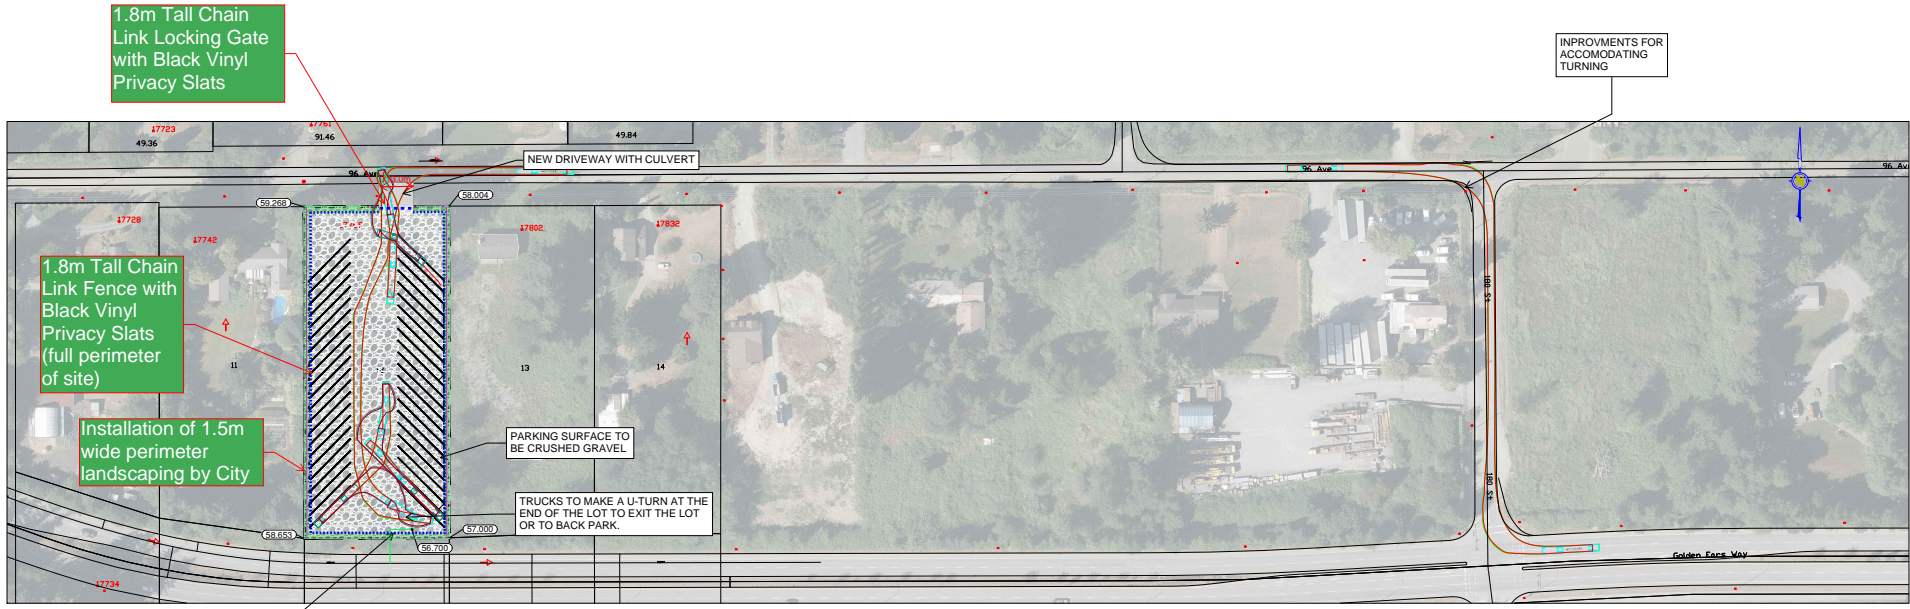 1.8m Tall Chain
Link Locking Gate
with Black Vinyl
Privacy Slats
INPROVMENTS FOR
ACCOMODATING
TURNING
17723
49.36
17761
91.46
49.84
NEW DRIVEWAY WITH CULVERT
96 Ave
96 Ave
96 Av
59.268
58.004
17728
17742
17802
17832
1.8m Tall Chain
Link Fence with
Black Vinyl
Privacy Slats
(full perimeter
of site)
11
13
14
180 St
Installation of 1.5m
wide perimeter
landscaping by City
PARKING SURFACE TO
BE CRUSHED GRAVEL
TRUCKS TO MAKE A U-TURN AT THE
END OF THE LOT TO EXIT THE LOT
OR TO BACK PARK.
180 St
58.653
57.000
56.700
Golden Ears Way
17734